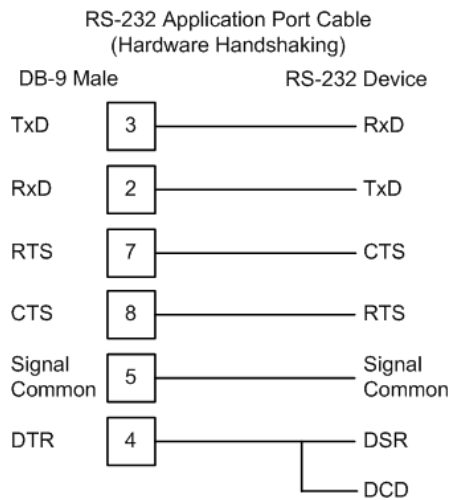 RS-232 Application Port Cable
(Hardware Handshaking)
DB-9 Male RS-232 Device
TxD 3 RxD
RxD 2 TxD
RTS 7 CTS
CTS 8 RTS
Signal Common 5 Signal Common
DTR 4 DSR
DCD